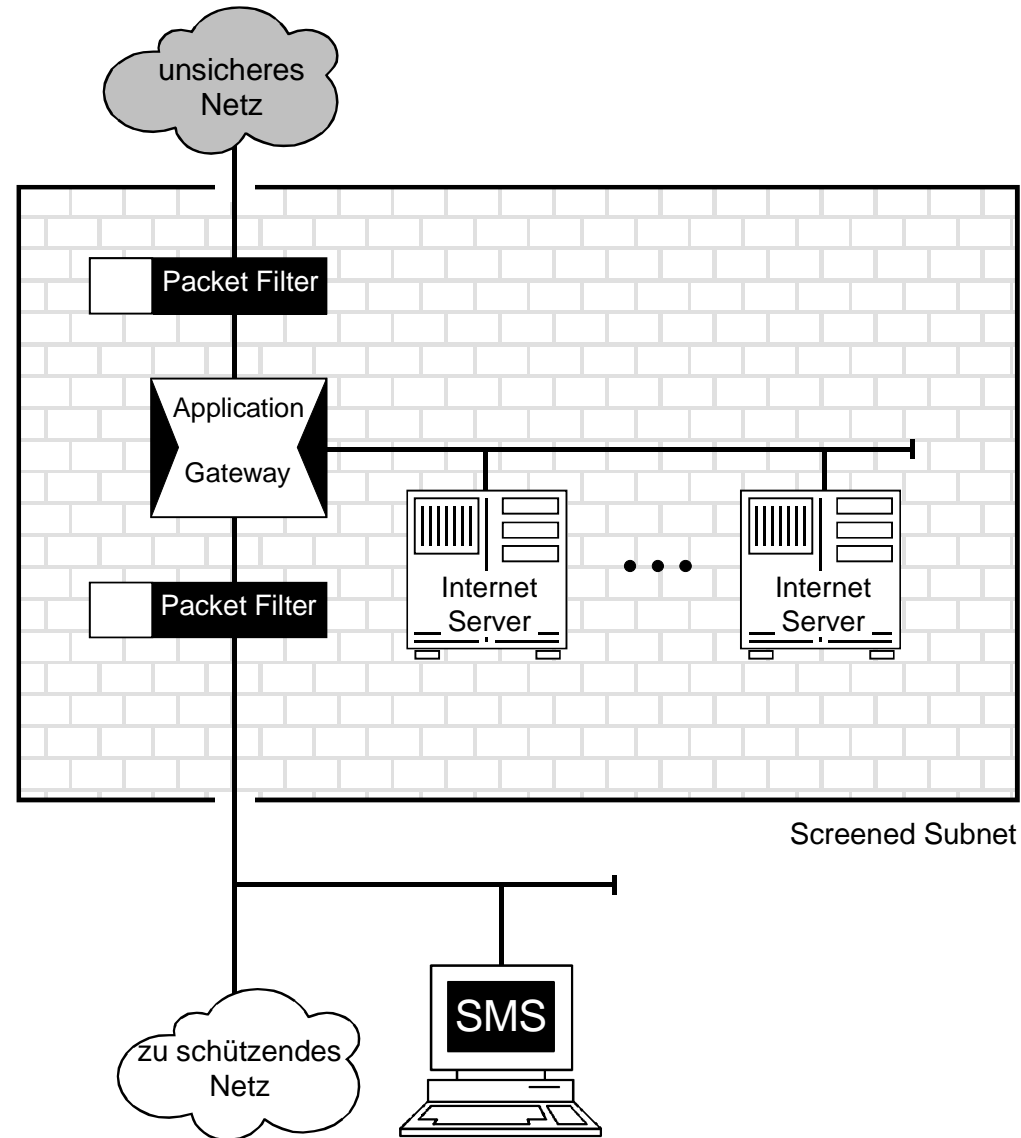 unsicheres
Netz
Packet Filter
Application
Gateway
Packet Filter
Internet
Server
Internet
Server
Screened Subnet
SMS
zu schützendes
Netz